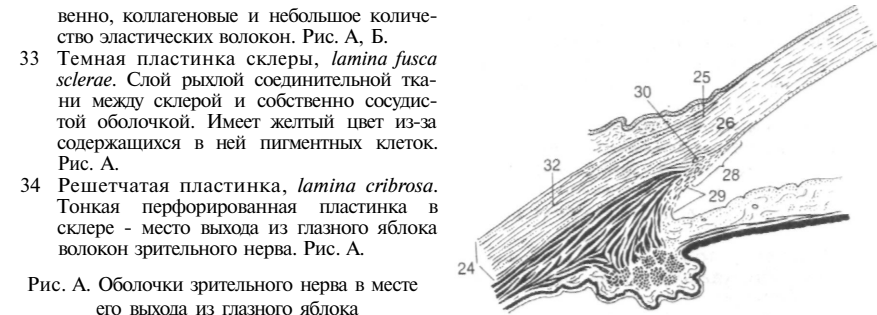 венно, коллагеновые и небольшое количе-
ство эластических волокон. Рис. А, Б.
33 Темная пластинка склеры, lamina fusca
sclerae. Слой рыхлой соединительной тка-
ни между склерой и собственно сосудис-
той оболочкой. Имеет желтый цвет из-за
содержащихся в ней пигментных клеток.
Рис. А.
34 Решетчатая пластинка, lamina cribrosa.
Тонкая перфорированная пластинка в
склере - место выхода из глазного яблока
волокон зрительного нерва. Рис. А.
Рис. А. Оболочки зрительного нерва в месте
его выхода из глазного яблока
25
30
26
32
28
29
24